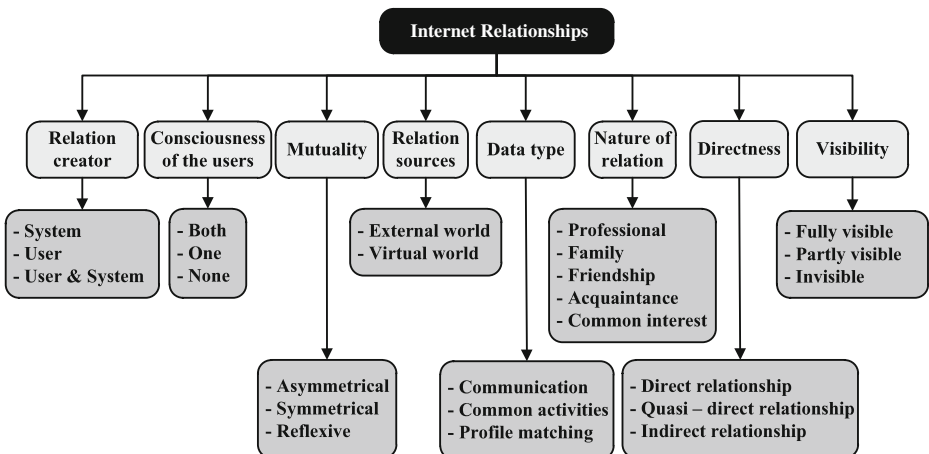 Internet Relationships
Relation
creator
Consciousness
of the users
Mutuality
Relation
sources
Data type
Nature of
relation
Directness
Visibility
- System
- User
- User & System
- Both
- One
- None
- External world
- Virtual world
- Professional
- Family
- Friendship
- Acquaintance
- Common interest
- Fully visible
- Partly visible
- Invisible
- Asymmetrical
- Symmetrical
- Reflexive
- Communication
- Common activities
- Profile matching
- Direct relationship
- Quasi – direct relationship
- Indirect relationship